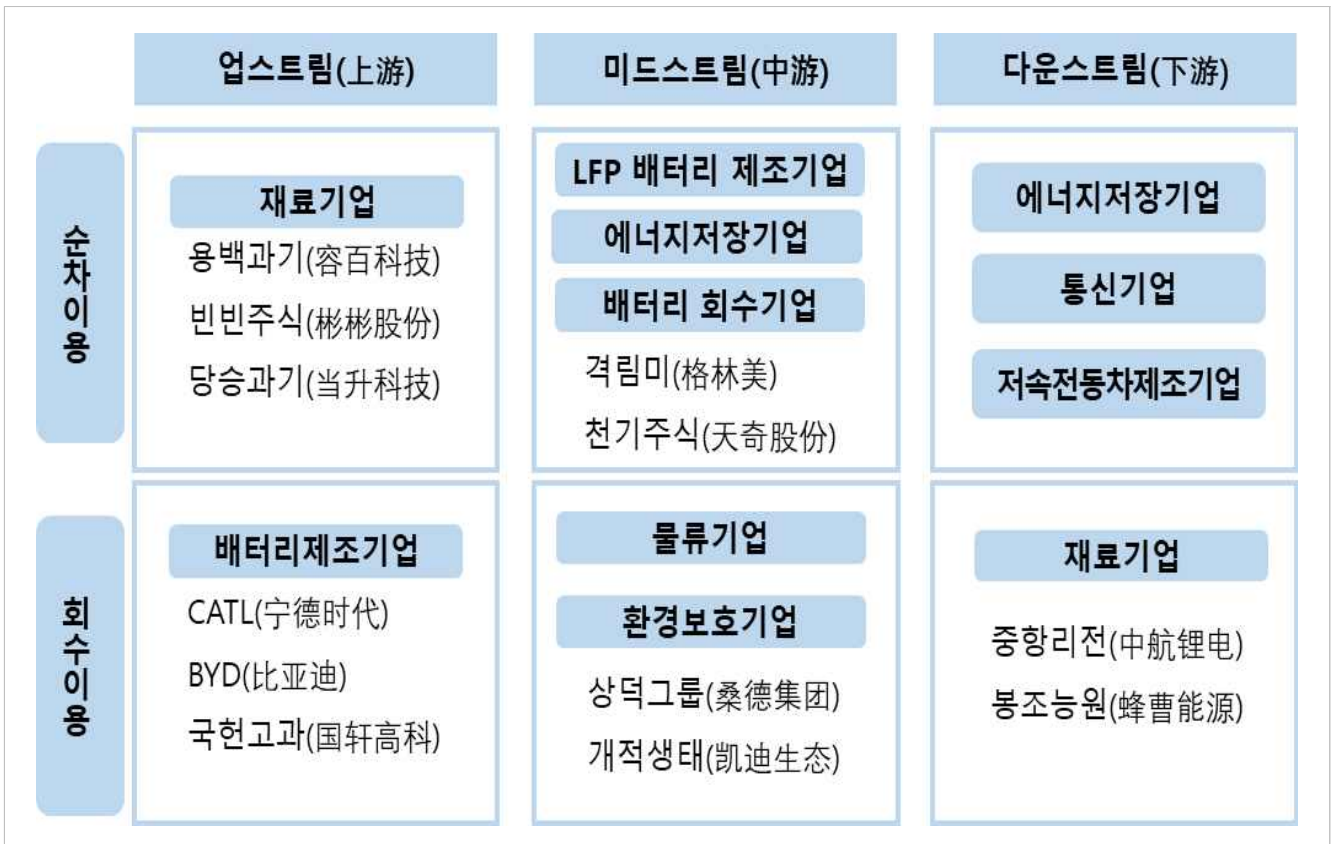 업스트림(上游)
미드스트림(中游)
다운스트림(下游)
순차이용
재료기업
용백과기(容百科技)
빈빈주식(彬彬股份)
당승과기(当升科技)
LFP 배터리 제조기업
에너지저장기업
배터리 회수기업
격림미(格林美)
천기주식(天奇股份)
에너지저장기업
통신기업
저속전동차제조기업
회수이용
배터리제조기업
CATL(宁德时代)
BYD(比亚迪)
국헌고과(国轩高科)
물류기업
환경보호기업
상덕그룹(桑德集团)
개적생태(凯迪生态)
재료기업
중항리전(中航锂电)
봉조능원(蜂曹能源)